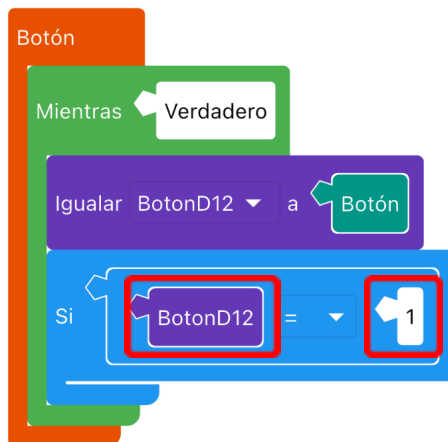 Botón
Mientras Verdadero
Igualar BotonD12 a Botón
Si BotonD12 = 1